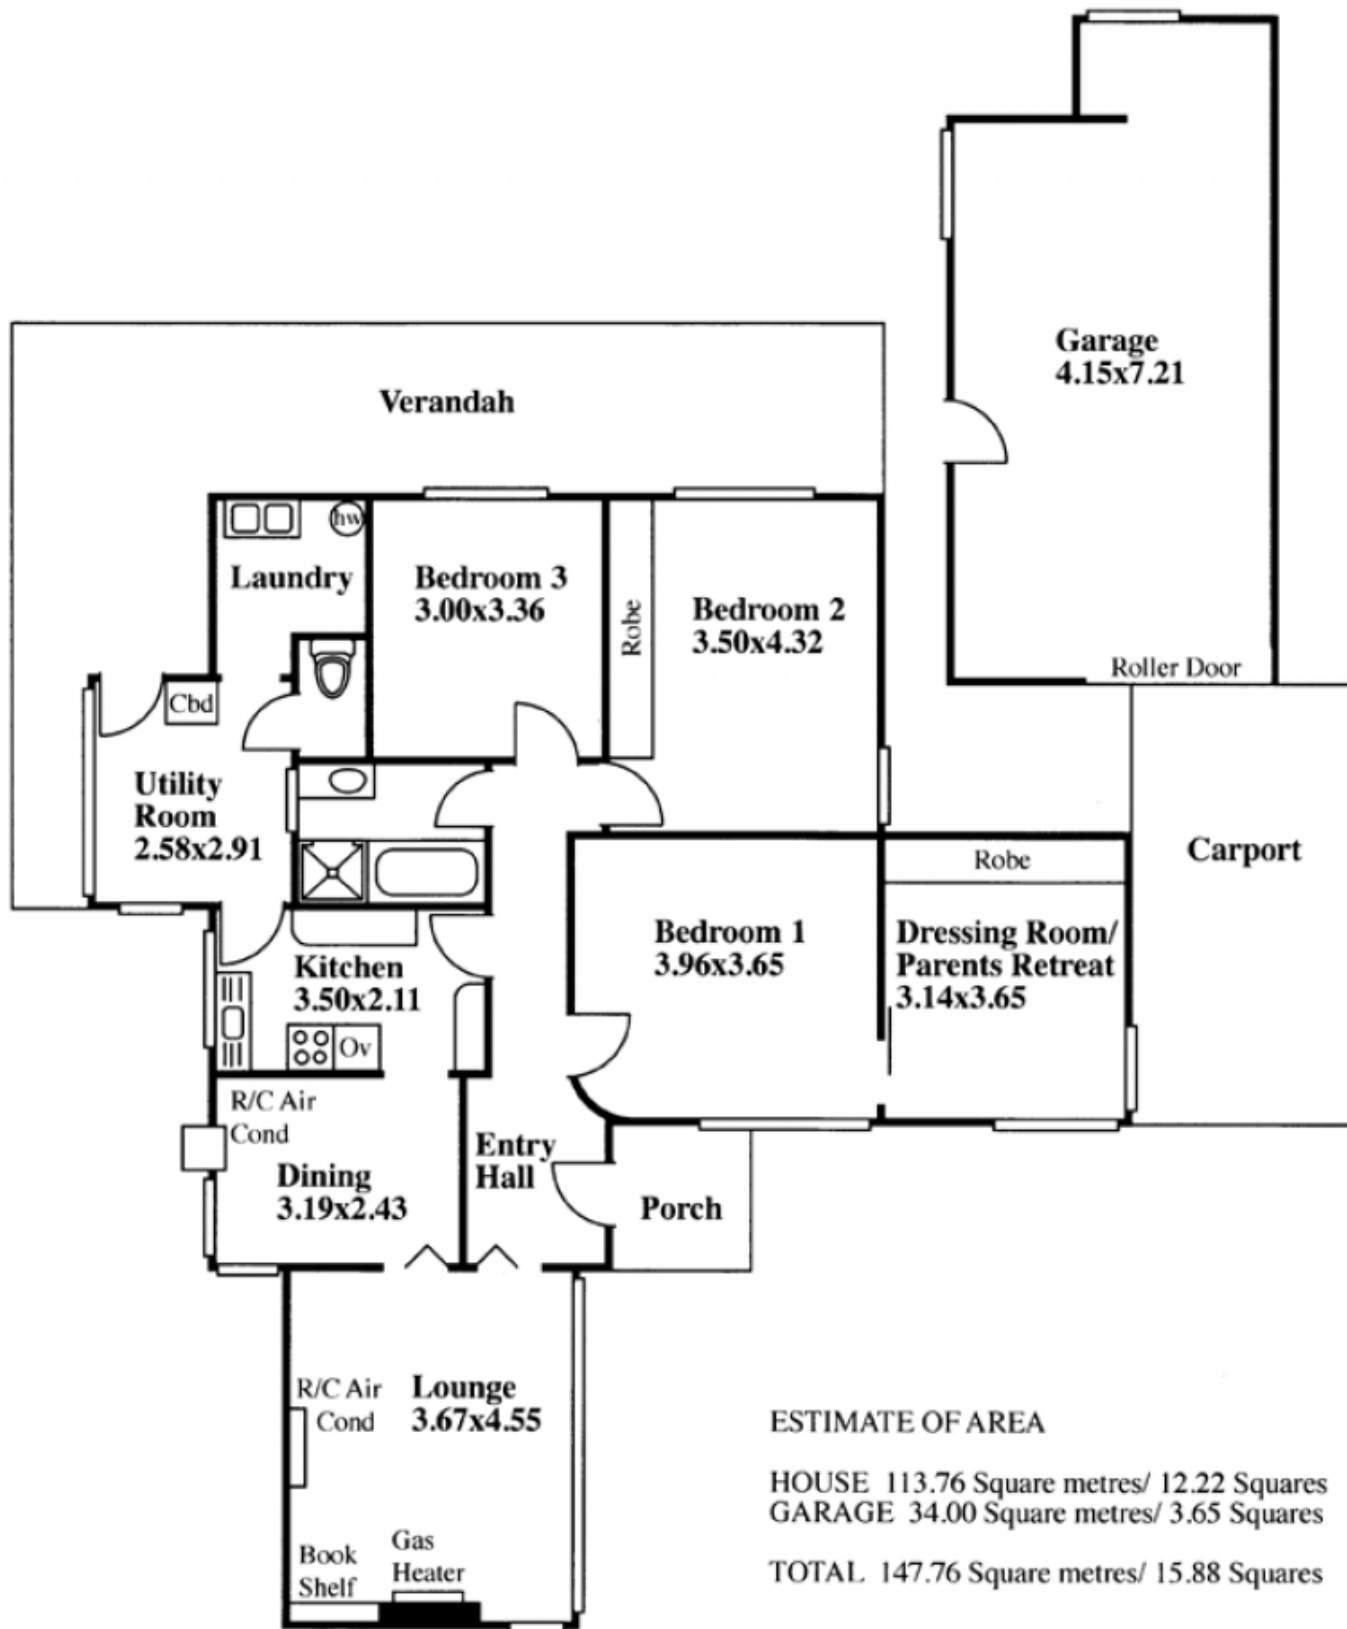 Garage
4.15x7.21
Verandah
hw
Laundry
Bedroom 3
3.00x3.36
Robe
Bedroom 2
3.50x4.32
Roller Door
Cbd
Utility
Room
2.58x2.91
Robe
Carport
Bedroom 1
3.96x3.65
Dressing Room/
Parents Retreat
3.14x3.65
Kitchen
3.50x2.11
Ov
R/C Air
Cond
Dining
3.19x2.43
Entry
Hall
Porch
R/C Air
Cond
Lounge
3.67x4.55
Book
Shelf
Gas
Heater
ESTIMATE OF AREA
HOUSE 113.76 Square metres/ 12.22 Squares
GARAGE 34.00 Square metres/ 3.65 Squares
TOTAL 147.76 Square metres/ 15.88 Squares